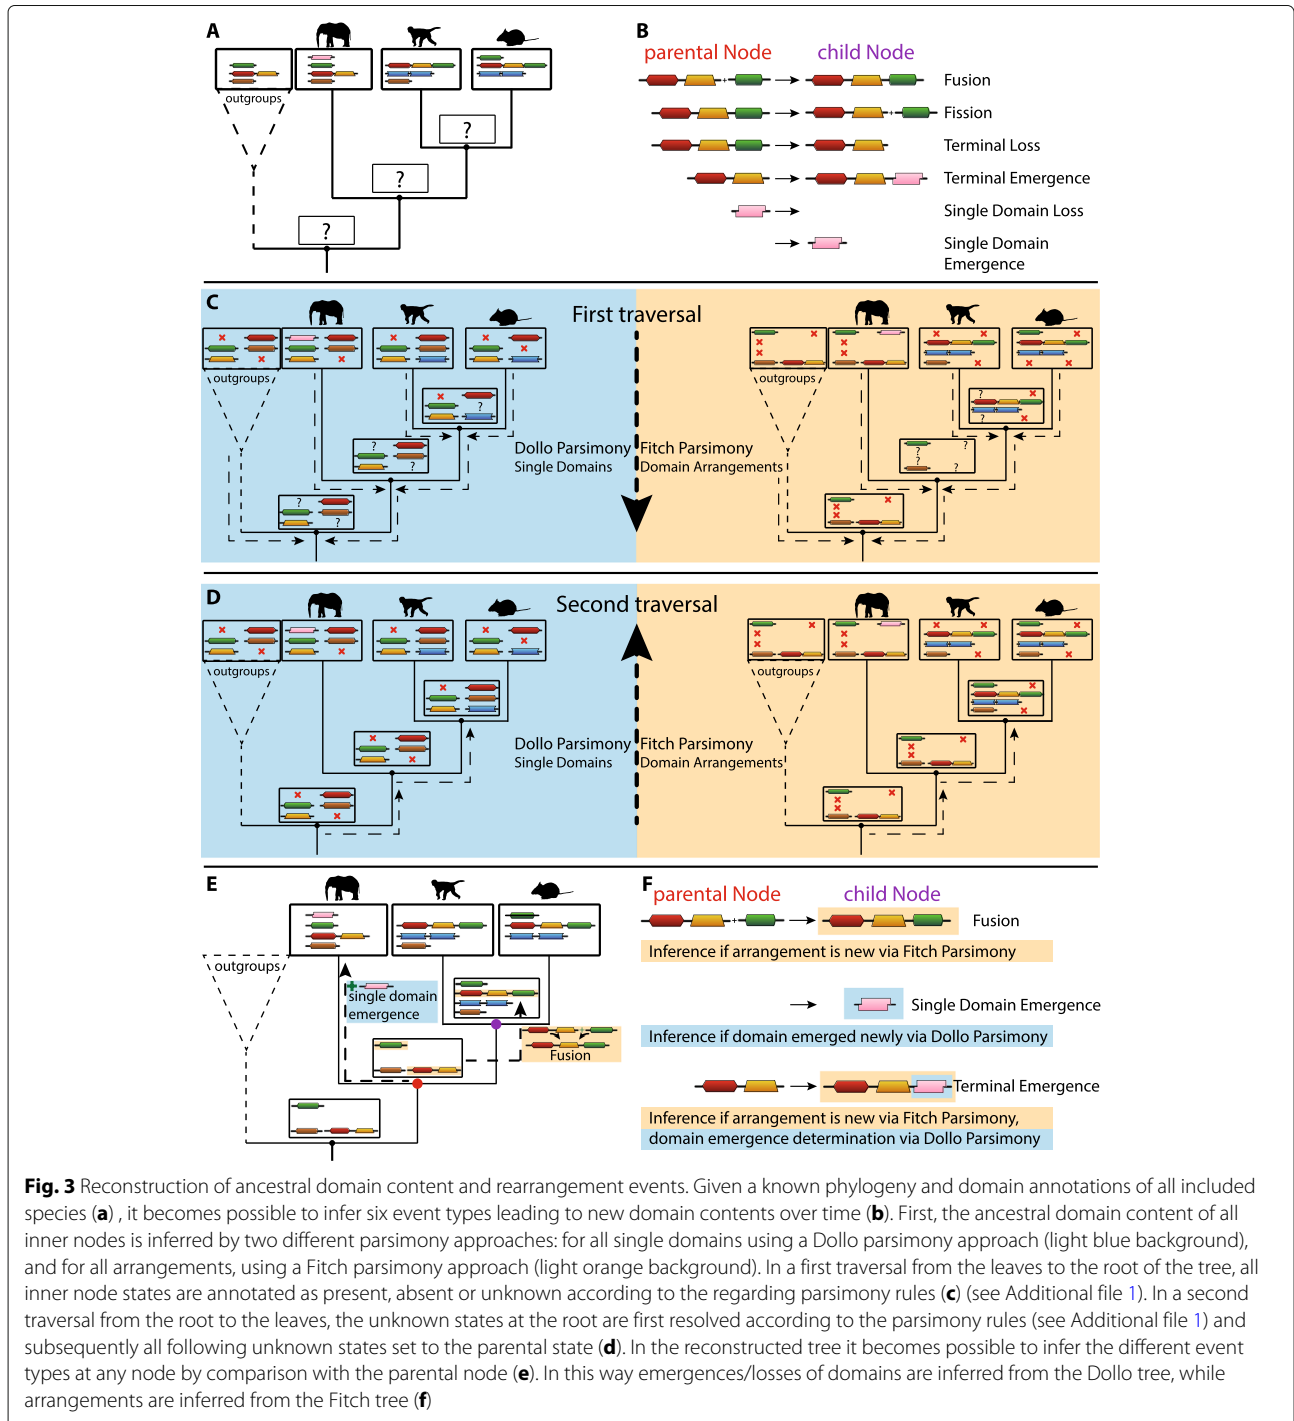 A
outgroups
?
?
?
B
parental Node
child Node
+
Fusion
+
Fission
Terminal Loss
Terminal Emergence
Single Domain Loss
Single Domain
Emergence
C
First traversal
outgroups
?
?
?
?
?
Dollo Parsimony
Single Domains
Fitch Parsimony
Domain Arrangements
outgroups
?
?
?
?
?
?
?
D
Second traversal
outgroups
Dollo Parsimony
Single Domains
Fitch Parsimony
Domain Arrangements
outgroups
E
outgroups
+
single domain
emergence
+
Fusion
F
parental Node
child Node
+
Fusion
Inference if arrangement is new via Fitch Parsimony
Single Domain Emergence
Inference if domain emerged newly via Dollo Parsimony
Terminal Emergence
Inference if arrangement is new via Fitch Parsimony,
domain emergence determination via Dollo Parsimony
Fig. 3 Reconstruction of ancestral domain content and rearrangement events. Given a known phylogeny and domain annotations of all included
species (a) , it becomes possible to infer six event types leading to new domain contents over time (b). First, the ancestral domain content of all
inner nodes is inferred by two different parsimony approaches: for all single domains using a Dollo parsimony approach (light blue background),
and for all arrangements, using a Fitch parsimony approach (light orange background). In a first traversal from the leaves to the root of the tree, all
inner node states are annotated as present, absent or unknown according to the regarding parsimony rules (c) (see Additional file 1). In a second
traversal from the root to the leaves, the unknown states at the root are first resolved according to the parsimony rules (see Additional file 1) and
subsequently all following unknown states set to the parental state (d). In the reconstructed tree it becomes possible to infer the different event
types at any node by comparison with the parental node (e). In this way emergences/losses of domains are inferred from the Dollo tree, while
arrangements are inferred from the Fitch tree (f)